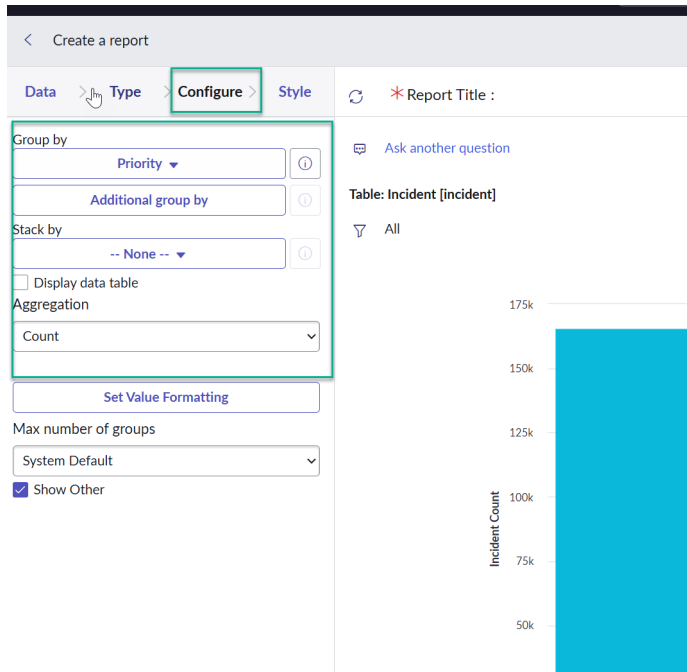 Create a report
Data Type Configure Style
Group by
Priority
Additional group by
Stack by
-- None --
Display data table
Aggregation
Count
Set Value Formatting
Max number of groups
System Default
Show Other
* Report Title :
Ask another question
Table: Incident [incident]
All
175k
150k
125k
100k
75k
50k
Incident Count